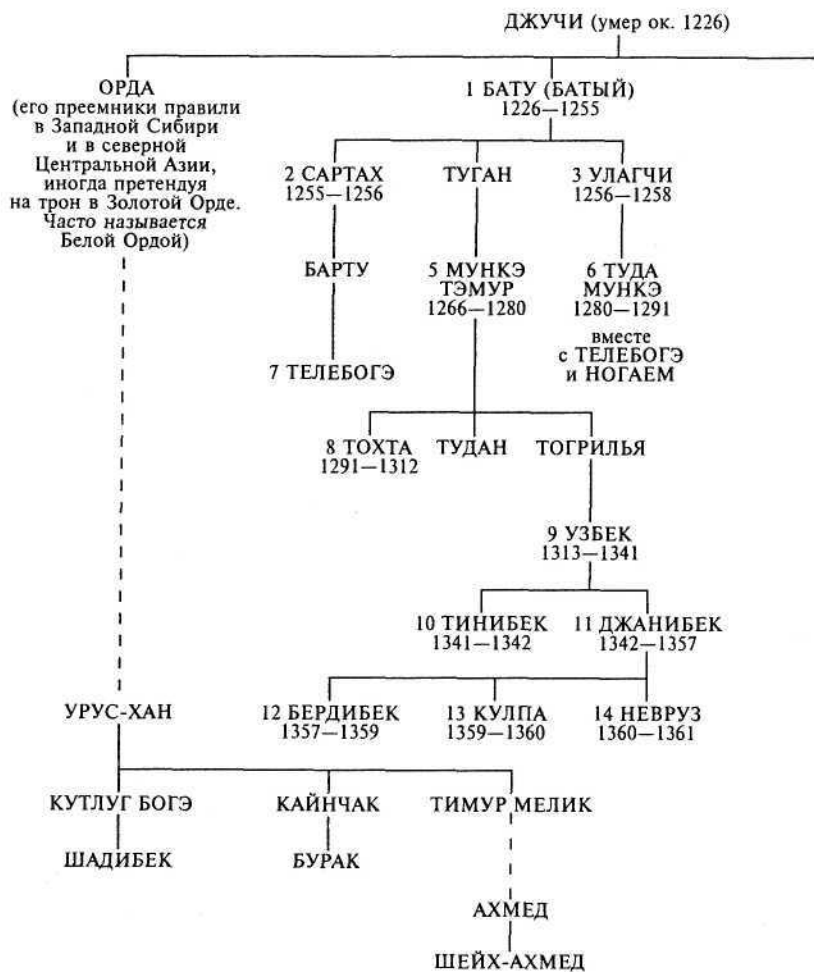 ДЖУЧИ (умер ок. 1226)
ОРДА
(его преемники правили
в Западной Сибири
и в северной
Центральной Азии,
иногда претендуя
на трон в Золотой Орде.
Часто называется
Белой Ордой)
1 БАТУ (БАТЫЙ)
1226—1255
2 САРТАХ
1255—1256
ТУГАН
3 УЛАГЧИ
1256—1258
БАРТУ
5 МУНКЭ
ТЭМУР
1266—1280
6 ТУДА
МУНКЭ
1280—1291
вместе
с ТЕЛЕБОГЭ
и НОГАЕМ
7 ТЕЛЕБОГЭ
8 ТОХТА
1291—1312
ТУДАН
ТОГРИЛЬЯ
9 УЗБЕК
1313—1341
10 ТИНИБЕК
1341—1342
11 ДЖАНИБЕК
1342—1357
УРУС-ХАН
12 БЕРДИБЕК
1357—1359
13 КУЛПА
1359—1360
14 НЕВРУЗ
1360—1361
КУТЛУГ БОГЭ
КАЙНЧАК
ТИМУР МЕЛИК
ШАДИБЕК
БУРАК
АХМЕД
ШЕЙХ-АХМЕД